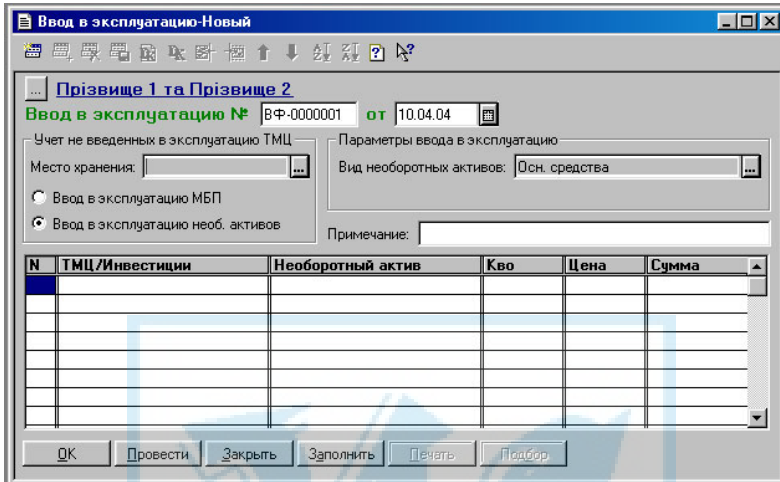 Ввод в эксплуатацию-Новый
... Прізвище 1 та Прізвище 2
Ввод в эксплуатацию № ВФ-0000001 от 10.04.04
Учет не введенных в эксплуатацию ТМЦ
Место хранения: ...
Ввод в эксплуатацию МБП
Ввод в эксплуатацию необ. активов
Параметры ввода в эксплуатацию
Вид необоротных активов: Осн. средства ...
Примечание:
N ТМЦ/Инвестиции Необоротный актив Кво Цена Сумма
OK Провести Закрыть Заполнить Печать Подбор